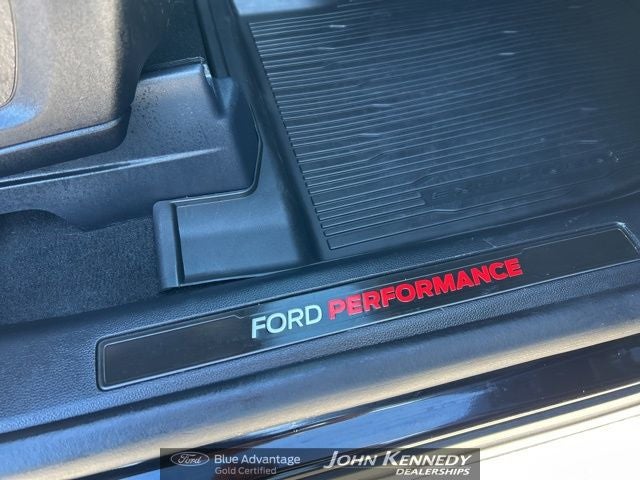 FORD PERFORMANCE
Ford Blue Advantage
Gold Certified
JOHN KENNEDY
DEALERSHIPS